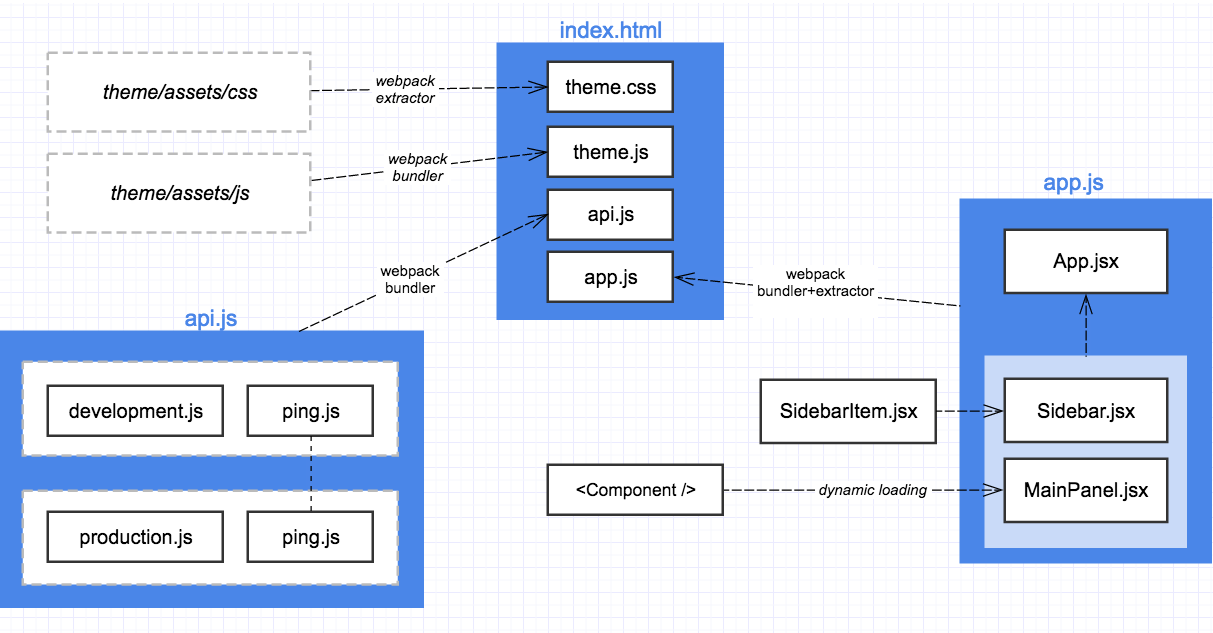 index.html
theme/assets/css
webpack
extractor
theme.css
theme/assets/js
webpack
bundler
theme.js
api.js
app.js
webpack
bundler
webpack
bundler+extractor
app.js
App.jsx
SidebarItem.jsx
Sidebar.jsx
<Component />
dynamic loading
MainPanel.jsx
api.js
development.js
ping.js
production.js
ping.js